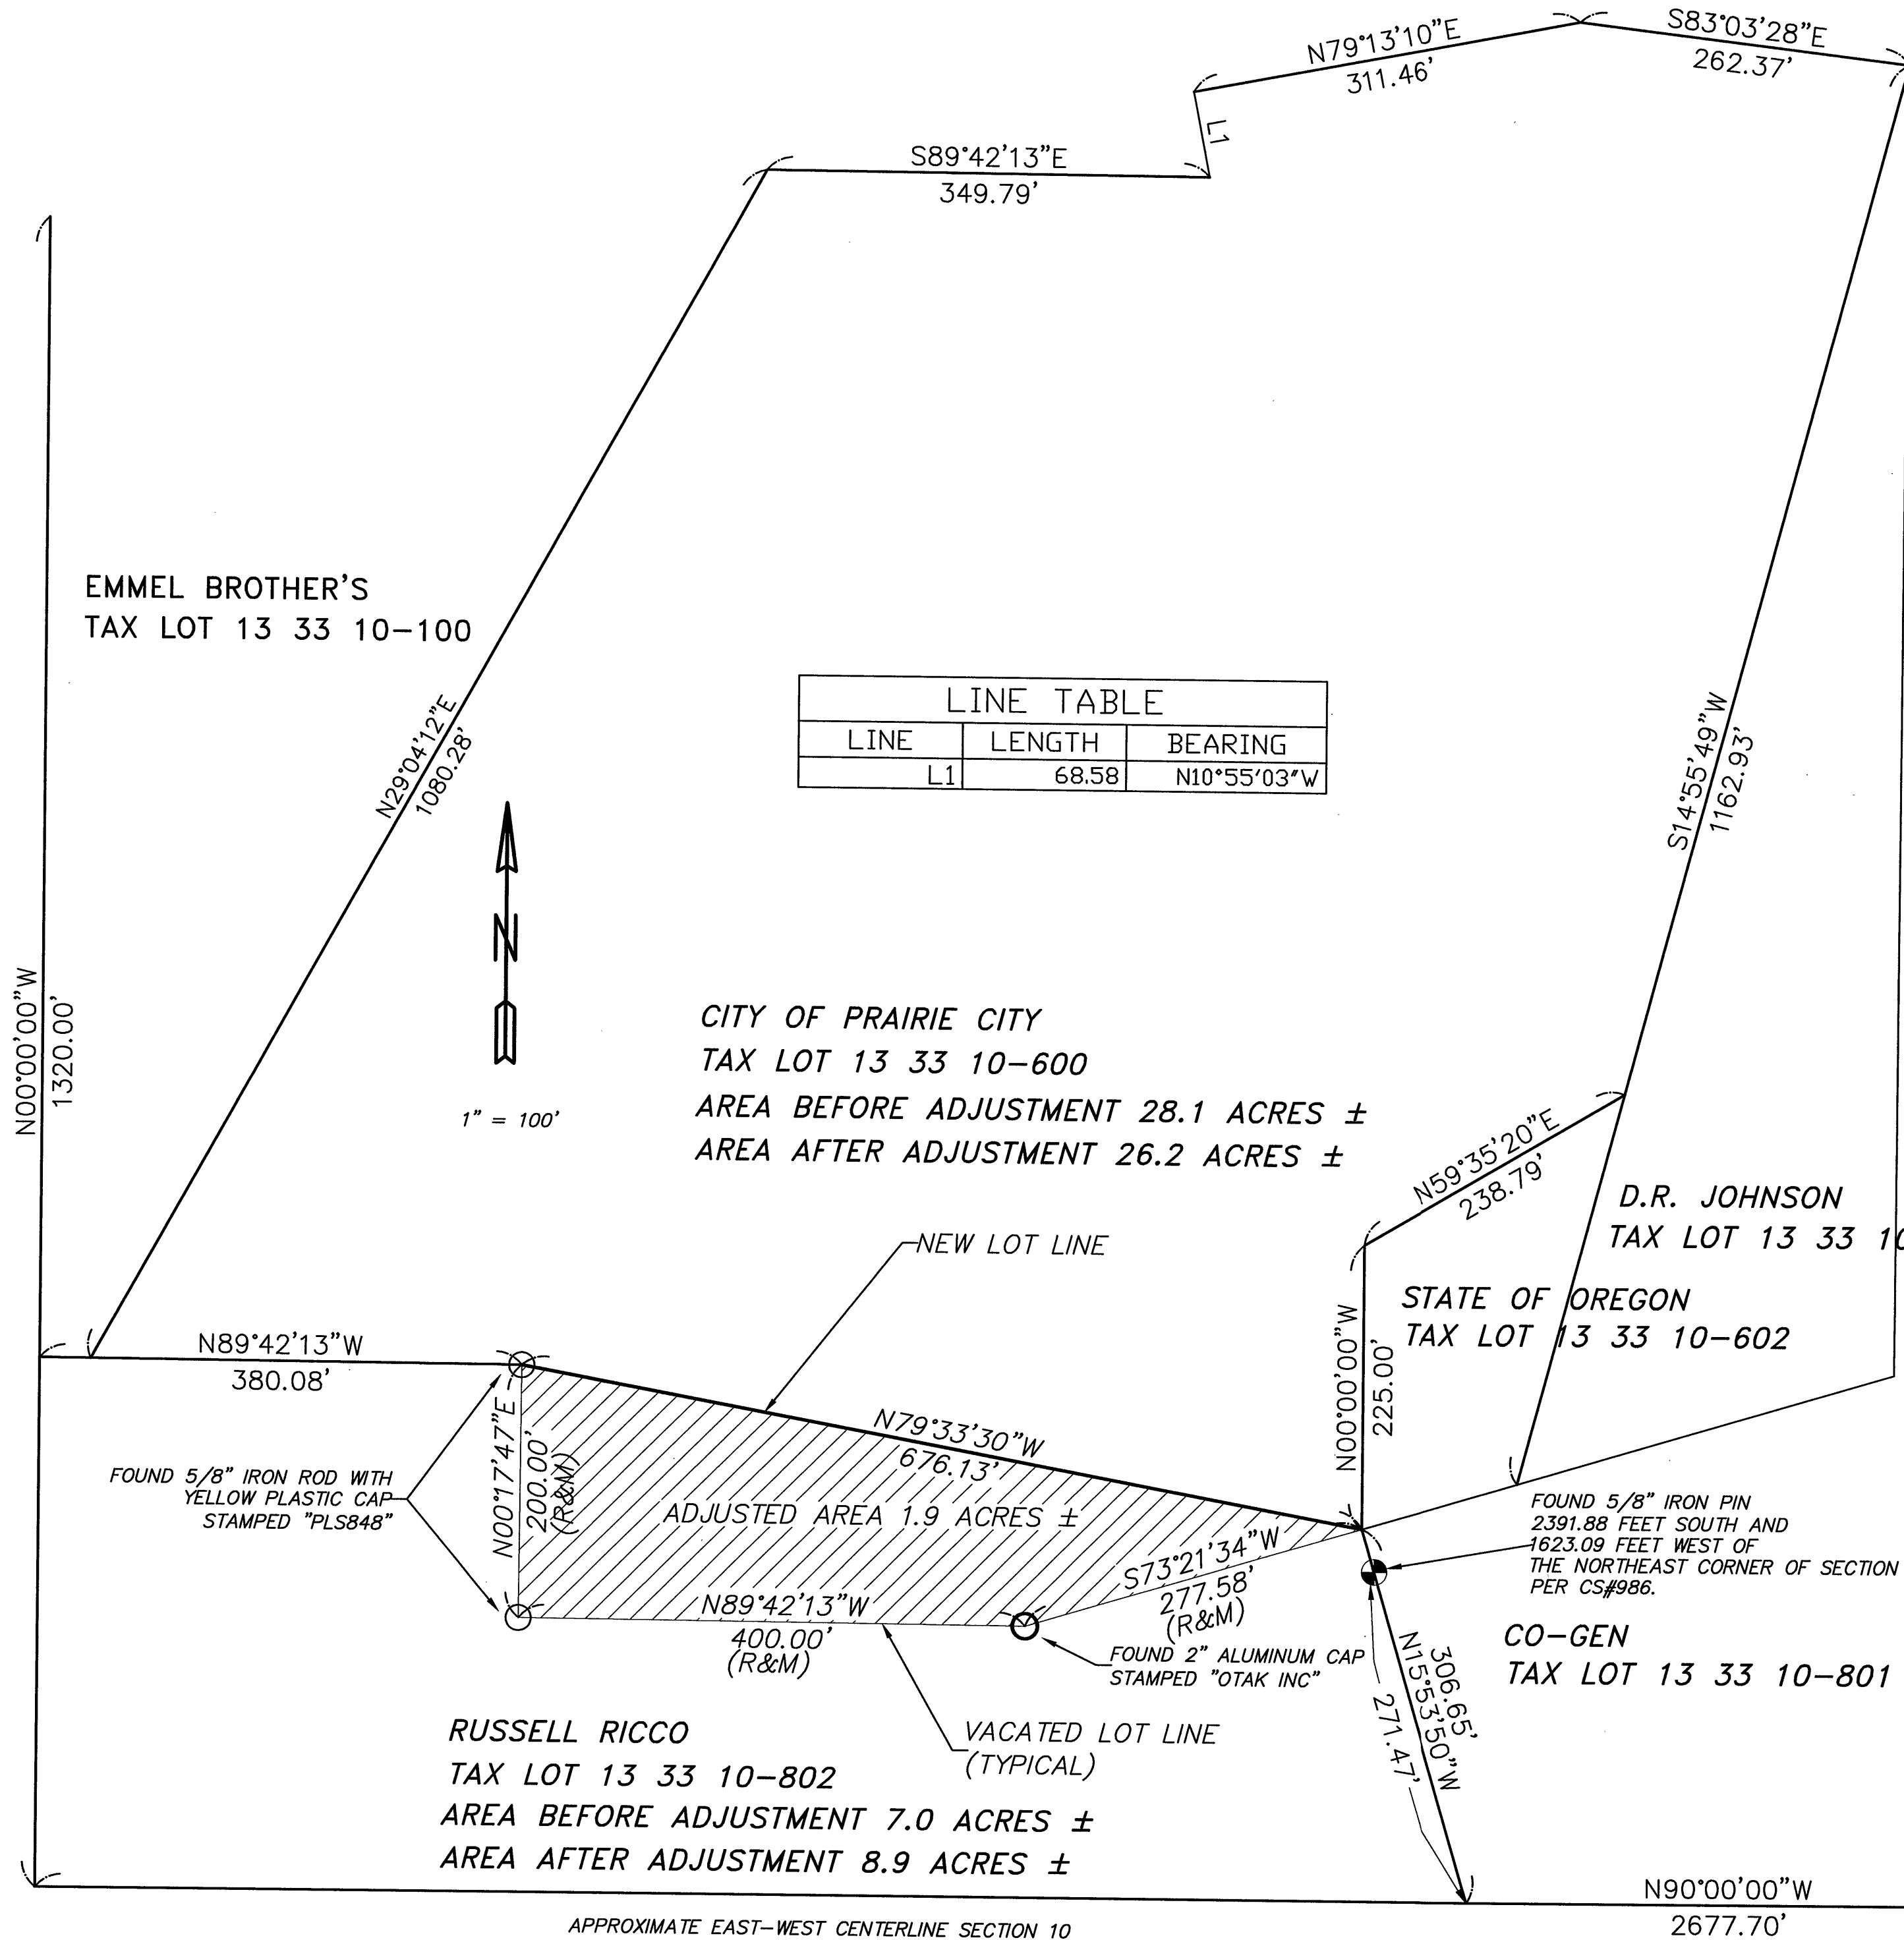 N79°13'10"E
311.46'
S83°03'28"E
262.37'
L1
S89°42'13"E
349.79'
EMMEL BROTHER'S
TAX LOT 13 33 10-100
N29°04'12"E
1080.28'
LINE TABLE
LINE LENGTH BEARING
L1 68.58 N10°55'03"W
S14°55'49"W
1162.93'
N00°00'00"W
1320.00'
N
1" = 100'
CITY OF PRAIRIE CITY
TAX LOT 13 33 10-600
AREA BEFORE ADJUSTMENT 28.1 ACRES ±
AREA AFTER ADJUSTMENT 26.2 ACRES ±
N59°35'20"E
238.79'
D.R. JOHNSON
TAX LOT 13 33 10
NEW LOT LINE
STATE OF OREGON
TAX LOT 13 33 10-602
N00°00'00"W
225.00'
N89°42'13"W
380.08'
N79°33'30"W
676.13'
N00°17'47"E
200.00'
(R&M)
FOUND 5/8" IRON ROD WITH
YELLOW PLASTIC CAP
STAMPED "PLS848"
ADJUSTED AREA 1.9 ACRES ±
FOUND 5/8" IRON PIN
2391.88 FEET SOUTH AND
1623.09 FEET WEST OF
THE NORTHEAST CORNER OF SECTION
PER CS#986.
S73°21'34"W
277.58'
(R&M)
N89°42'13"W
400.00'
(R&M)
FOUND 2" ALUMINUM CAP
STAMPED "OTAK INC"
CO-GEN
TAX LOT 13 33 10-801
306.65'
N15°53'50"W
271.47'
RUSSELL RICCO
TAX LOT 13 33 10-802
AREA BEFORE ADJUSTMENT 7.0 ACRES ±
AREA AFTER ADJUSTMENT 8.9 ACRES ±
VACATED LOT LINE
(TYPICAL)
N90°00'00"W
2677.70'
APPROXIMATE EAST-WEST CENTERLINE SECTION 10